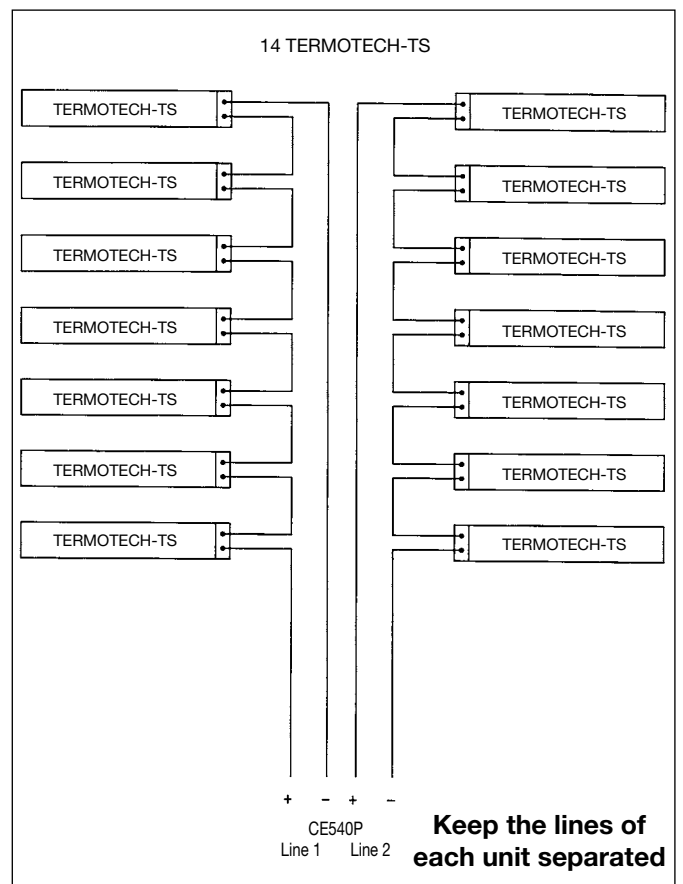 14 TERMOTECH-TS
TERMOTECH-TS
TERMOTECH-TS
TERMOTECH-TS
TERMOTECH-TS
TERMOTECH-TS
TERMOTECH-TS
TERMOTECH-TS
TERMOTECH-TS
TERMOTECH-TS
TERMOTECH-TS
TERMOTECH-TS
TERMOTECH-TS
TERMOTECH-TS
TERMOTECH-TS
+ − + −
CE540P
Line 1 Line 2
Keep the lines of
each unit separated